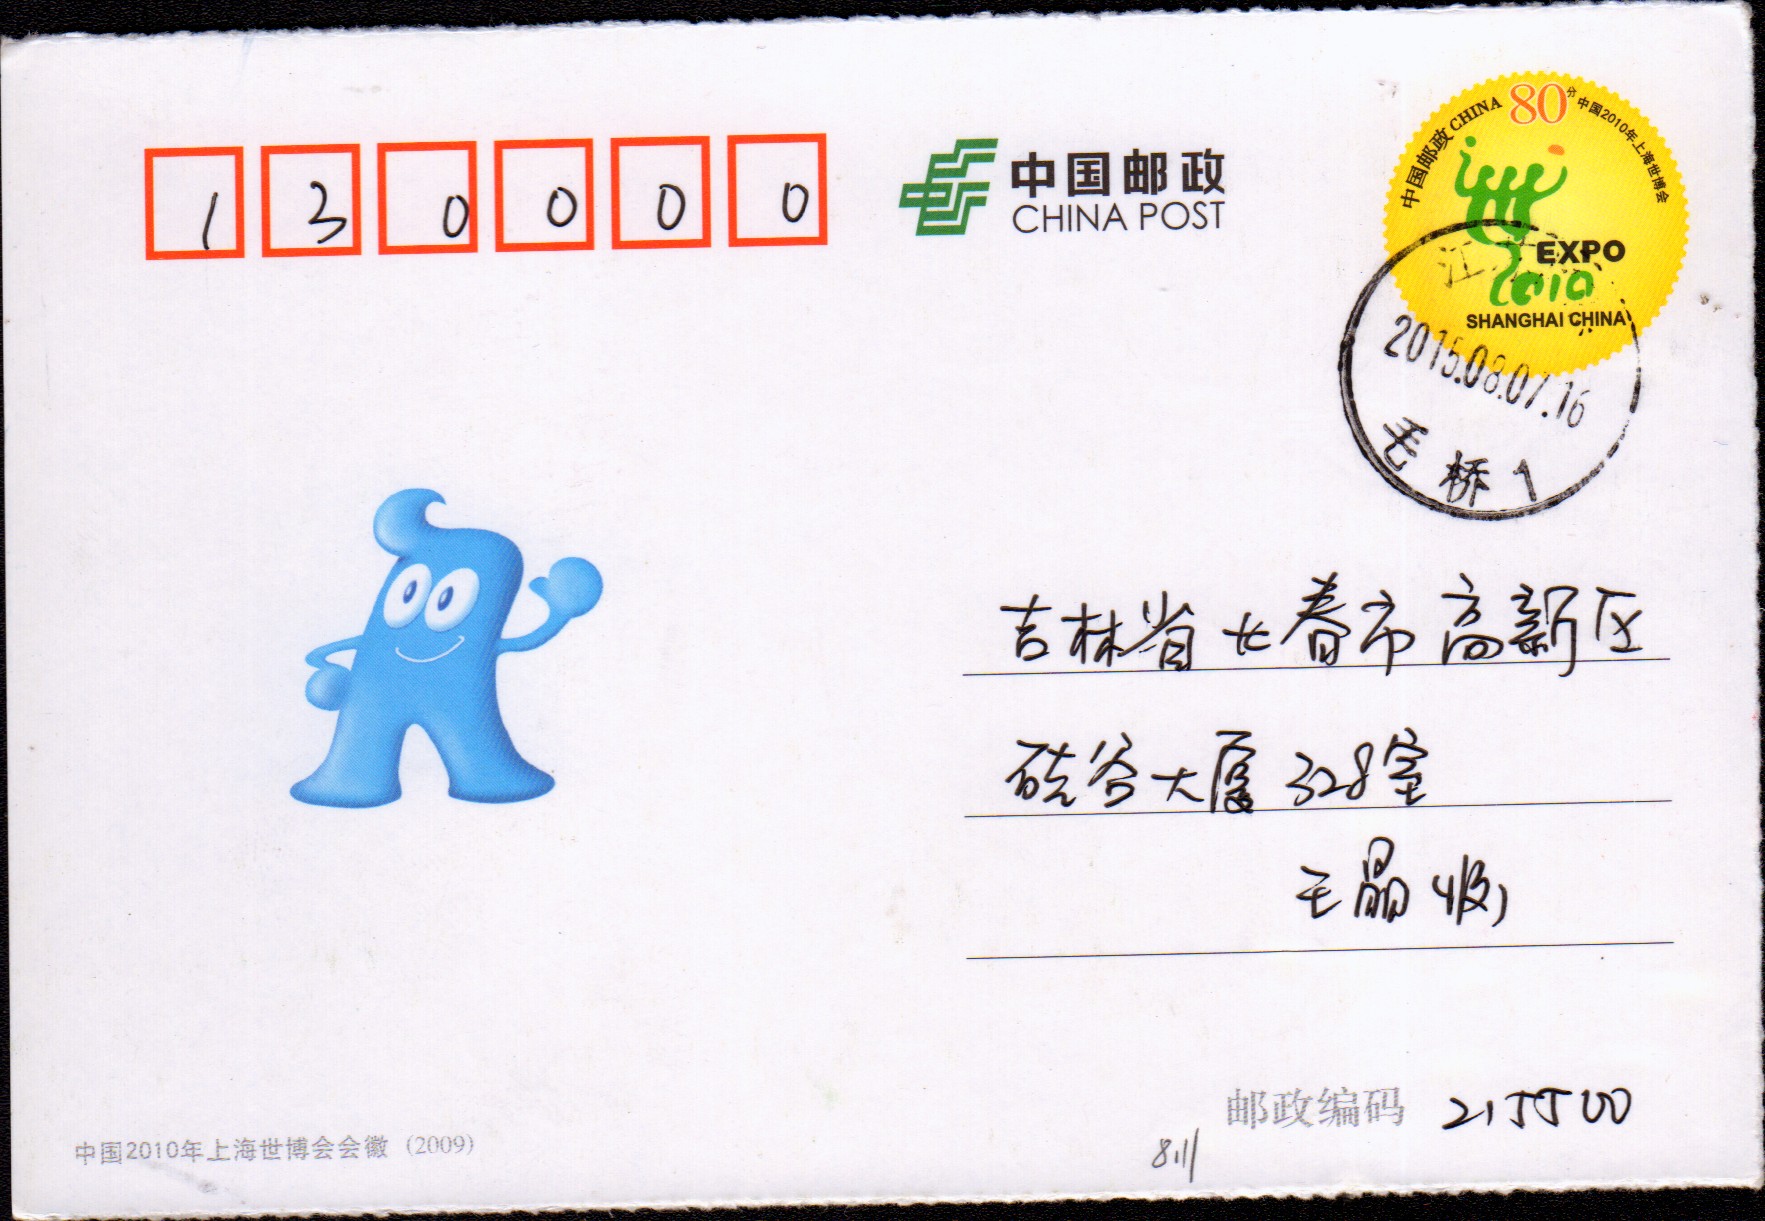 130000
中国邮政
CHINA POST
中国邮政 CHINA 80分 中国2010年上海世博会
EXPO
2010
SHANGHAI CHINA
江
2015.08.07.16
毛桥1
吉林省长春市高新区
硅谷大厦328室
王晶收
邮政编码 215500
8.11
中国2010年上海世博会会徽 (2009)